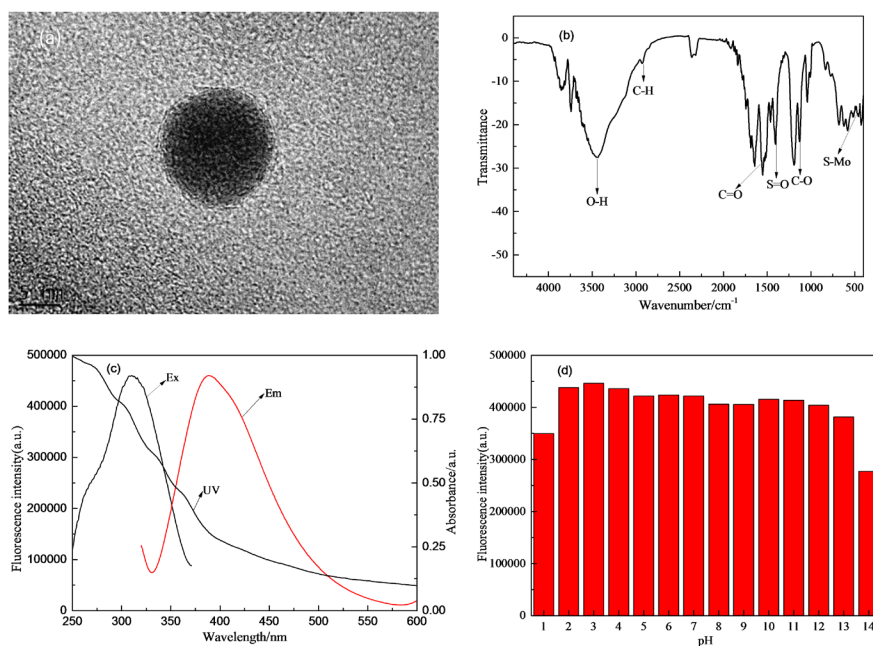 (a)
5 nm
(b)
0
-10
-20
-30
-40
-50
Transmittance
C-H
O-H
C=O
S=O
C-O
S-Mo
4000 3500 3000 2500 2000 1500 1000 500
Wavenumber/cm-1
(c)
500000
400000
300000
200000
100000
0
Fluorescence intensity(a.u.)
Ex
Em
UV
1.00
0.75
0.50
0.25
0.00
Absorbance/a.u.
250 300 350 400 450 500 550 600
Wavelength/nm
(d)
500000
400000
300000
200000
100000
0
Fluorescence intensity(a.u.)
1 2 3 4 5 6 7 8 9 10 11 12 13 14
pH